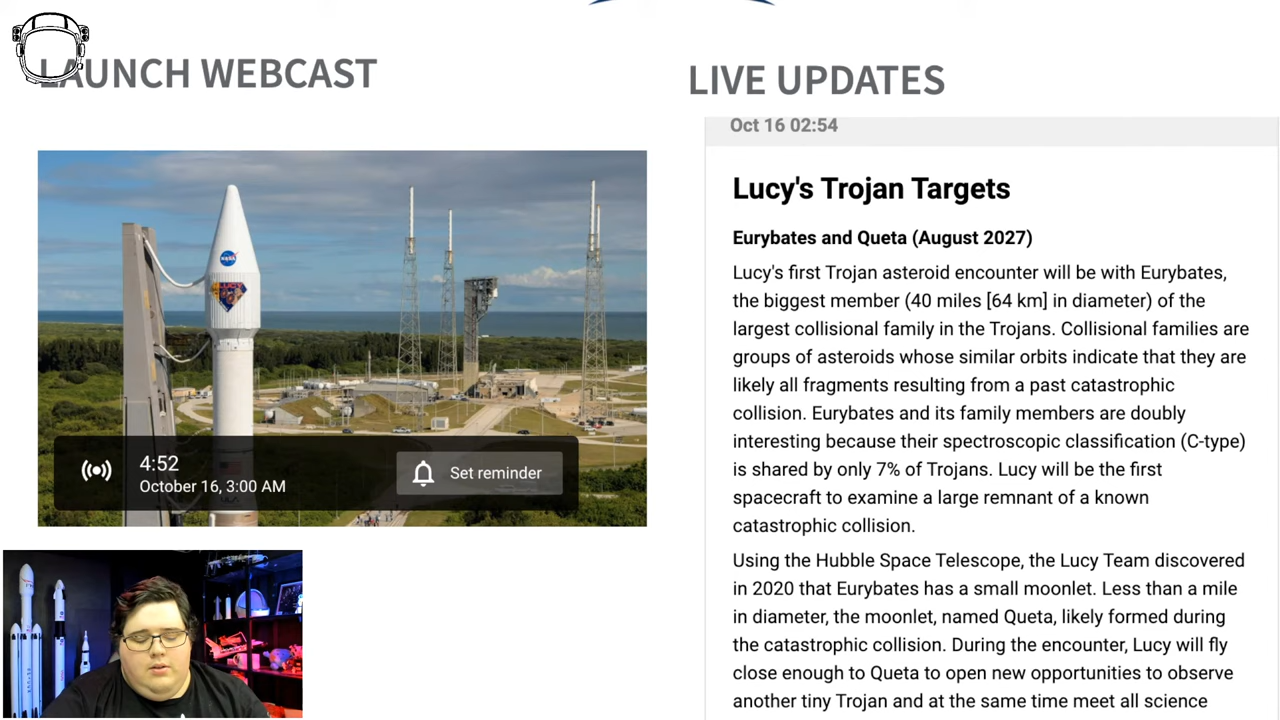 LAUNCH WEBCAST
NASA
LUCY
4:52
October 16, 3:00 AM
Set reminder
LIVE UPDATES
Oct 16 02:54
Lucy's Trojan Targets
Eurybates and Queta (August 2027)
Lucy's first Trojan asteroid encounter will be with Eurybates,
the biggest member (40 miles [64 km] in diameter) of the
largest collisional family in the Trojans. Collisional families are
groups of asteroids whose similar orbits indicate that they are
likely all fragments resulting from a past catastrophic
collision. Eurybates and its family members are doubly
interesting because their spectroscopic classification (C-type)
is shared by only 7% of Trojans. Lucy will be the first
spacecraft to examine a large remnant of a known
catastrophic collision.
Using the Hubble Space Telescope, the Lucy Team discovered
in 2020 that Eurybates has a small moonlet. Less than a mile
in diameter, the moonlet, named Queta, likely formed during
the catastrophic collision. During the encounter, Lucy will fly
close enough to Queta to open new opportunities to observe
another tiny Trojan and at the same time meet all science